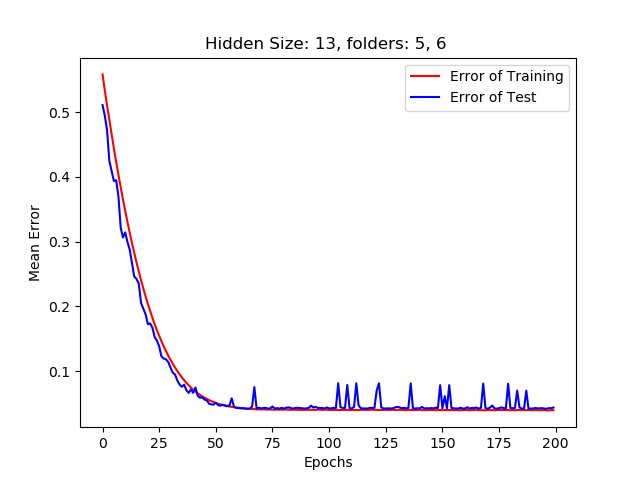 Hidden Size: 13, folders: 5, 6
Error of Training
Error of Test
Mean Error
0.5
0.4
0.3
0.2
0.1
0 25 50 75 100 125 150 175 200
Epochs